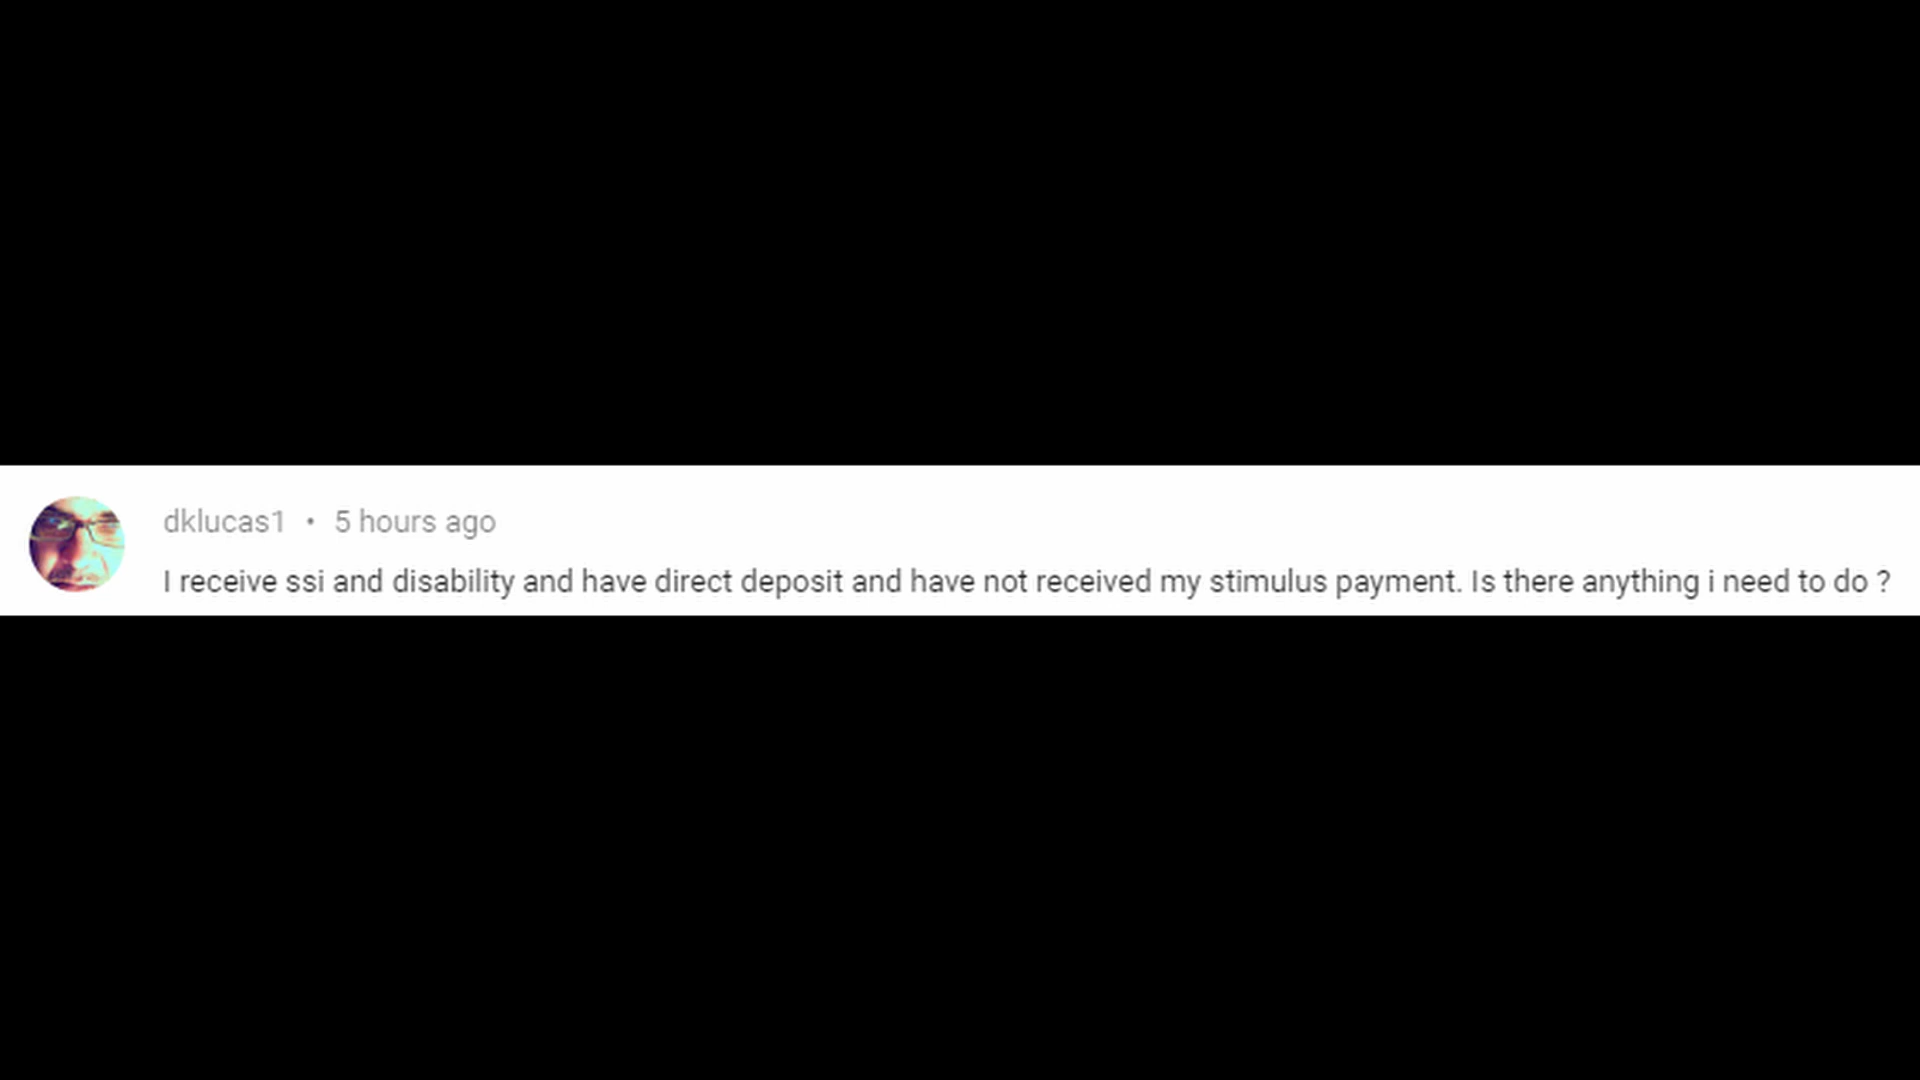 dklucas1 • 5 hours ago
I receive ssi and disability and have direct deposit and have not received my stimulus payment. Is there anything i need to do ?